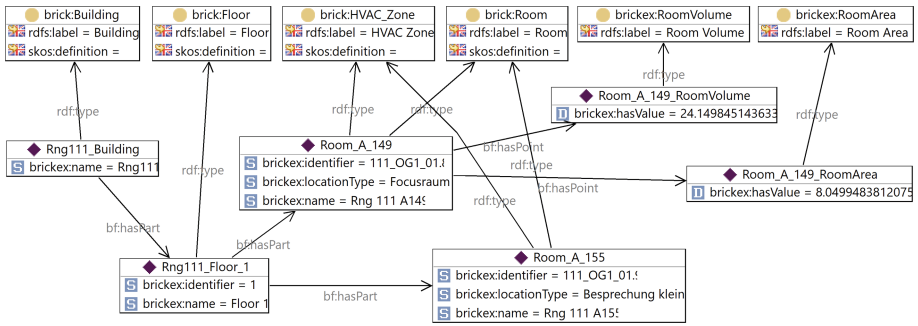 brick:Building
rdfs:label = Building
skos:definition =
brick:Floor
rdfs:label = Floor
skos:definition =
brick:HVAC_Zone
rdfs:label = HVAC Zone
skos:definition =
brick:Room
rdfs:label = Room
skos:definition =
brickex:RoomVolume
rdfs:label = Room Volume
brickex:RoomArea
rdfs:label = Room Area
rdf:type
rdf:type
rdf:type
rdf:type
rdf:type
rdf:type
rdf:type
rdf:type
Room_A_149_RoomVolume
brickex:hasValue = 24.149845143633
Rng111_Building
brickex:name = Rng111
Room_A_149
brickex:identifier = 111_OG1_01.8
brickex:locationType = Focusraum
brickex:name = Rng 111 A149
bf:hasPoint
bf:hasPoint
Room_A_149_RoomArea
brickex:hasValue = 8.0499483812075
bf:hasPart
bf:hasPart
Rng111_Floor_1
brickex:identifier = 1
brickex:name = Floor 1
bf:hasPart
Room_A_155
brickex:identifier = 111_OG1_01.9
brickex:locationType = Besprechung klein
brickex:name = Rng 111 A155